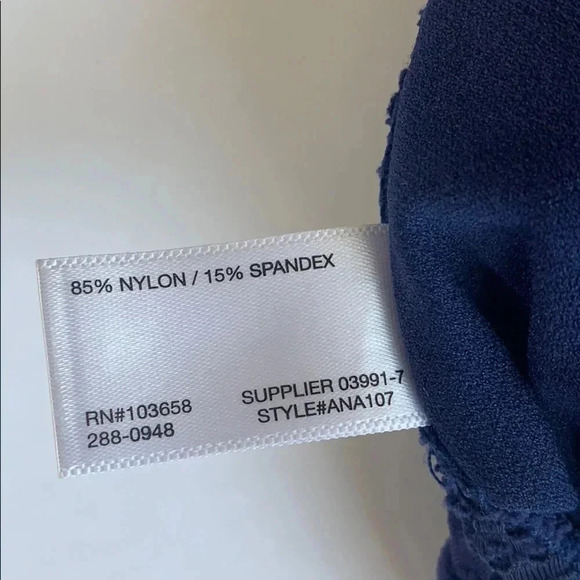 85% NYLON / 15% SPANDEX
RN#103658
288-0948
SUPPLIER 03991-7
STYLE#ANA107